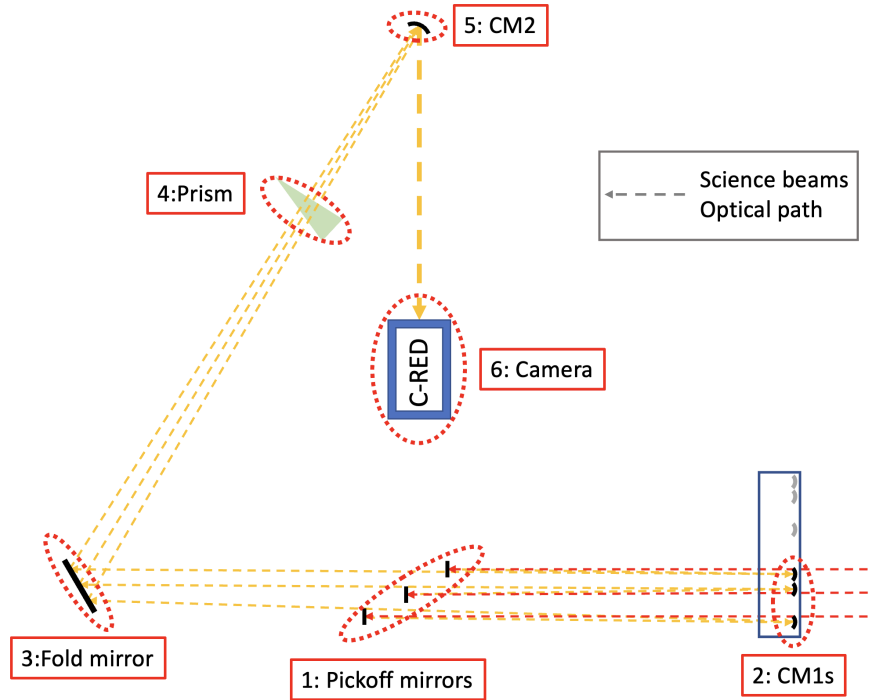 5: CM2
4:Prism
Science beams
Optical path
C-RED
6: Camera
3:Fold mirror
1: Pickoff mirrors
2: CM1s